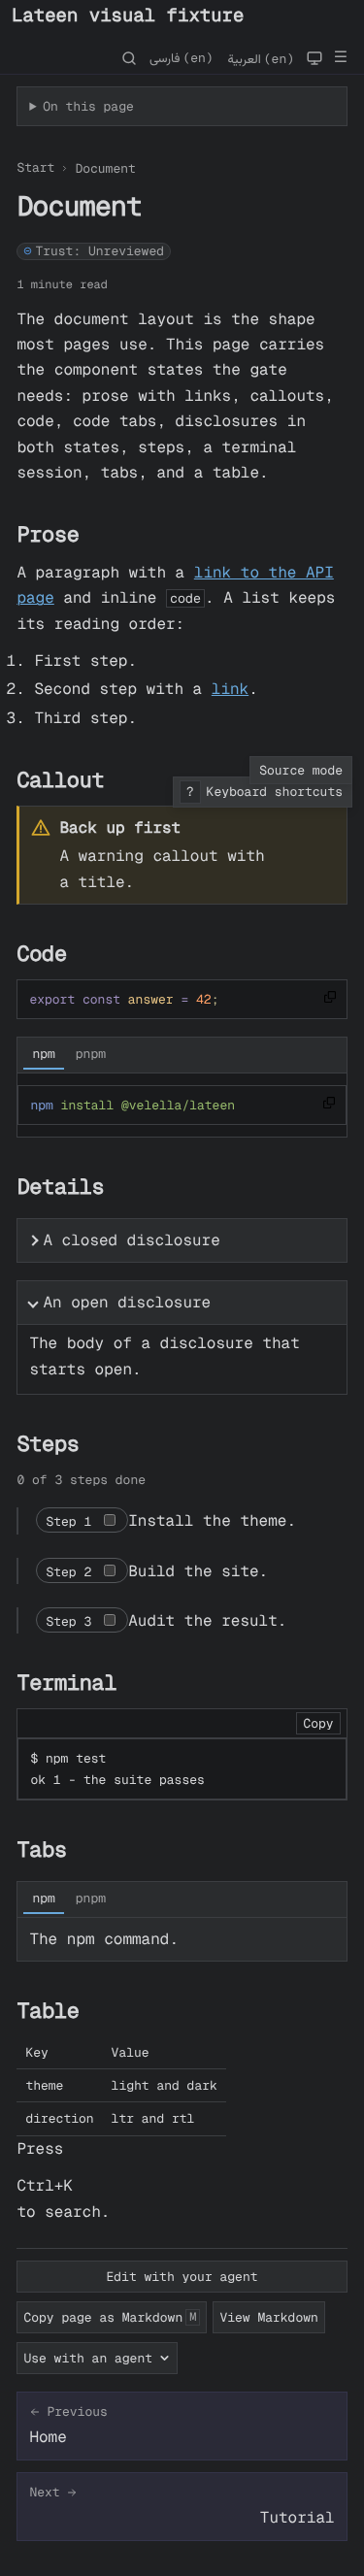 Lateen visual fixture
فارسی (en) العربية (en)
On this page
Start › Document
Document
Trust: Unreviewed
1 minute read
The document layout is the shape
most pages use. This page carries
the component states the gate
needs: prose with links, callouts,
code, code tabs, disclosures in
both states, steps, a terminal
session, tabs, and a table.
Prose
A paragraph with a link to the API
page and inline code. A list keeps
its reading order:
1. First step.
2. Second step with a link.
3. Third step.
Callout
Source mode
? Keyboard shortcuts
Back up first
A warning callout with
a title.
Code
export const answer = 42;
npm pnpm
npm install @velella/lateen
Details
A closed disclosure
An open disclosure
The body of a disclosure that
starts open.
Steps
0 of 3 steps done
Step 1 Install the theme.
Step 2 Build the site.
Step 3 Audit the result.
Terminal
Copy
$ npm test
ok 1 - the suite passes
Tabs
npm pnpm
The npm command.
Table
Key Value
theme light and dark
direction ltr and rtl
Press
Ctrl+K
to search.
Edit with your agent
Copy page as Markdown M View Markdown
Use with an agent
← Previous
Home
Next →
Tutorial